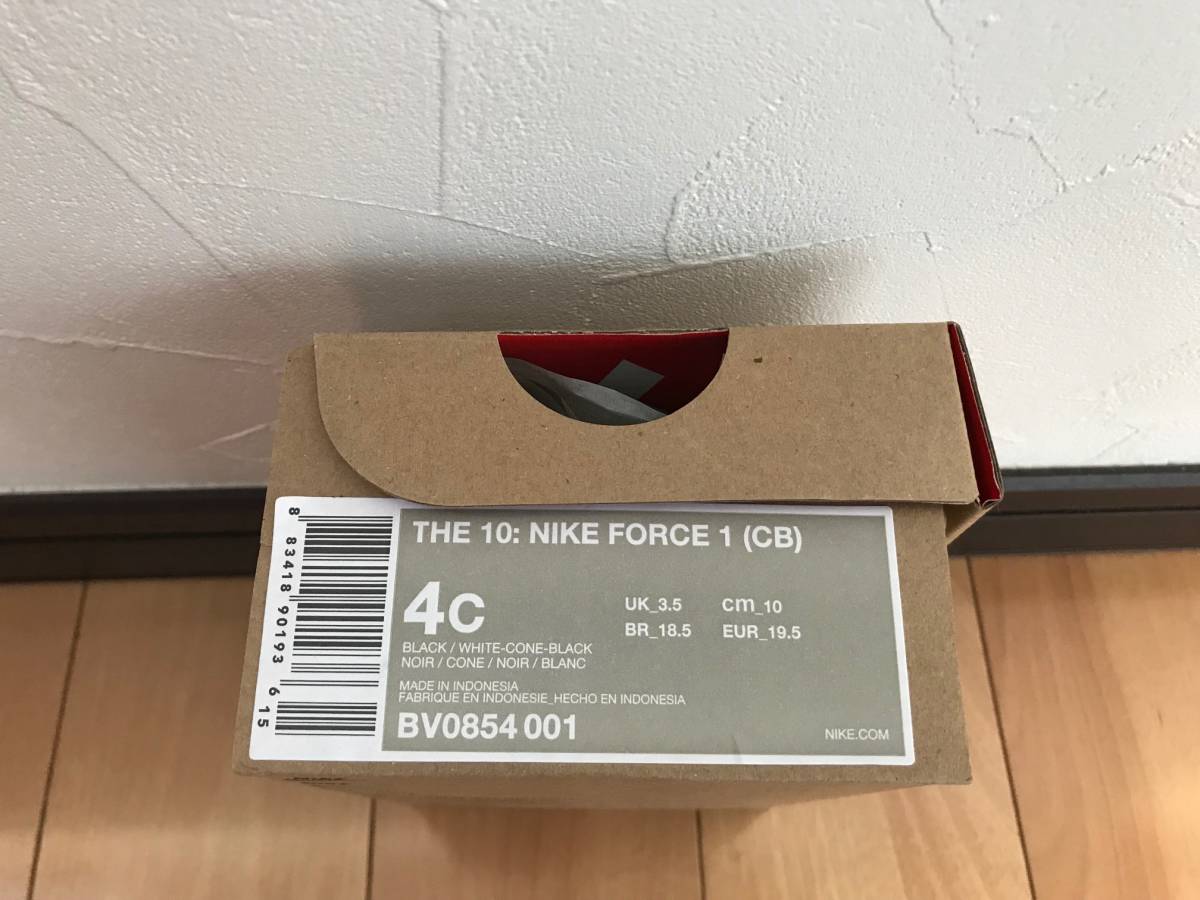 8 83418 90193 6 15
THE 10: NIKE FORCE 1 (CB)
4C
UK_3.5 cm_10
BR_18.5 EUR_19.5
BLACK / WHITE-CONE-BLACK
NOIR / CONE / NOIR / BLANC
MADE IN INDONESIA
FABRIQUE EN INDONESIE_HECHO EN INDONESIA
BV0854 001
NIKE.COM